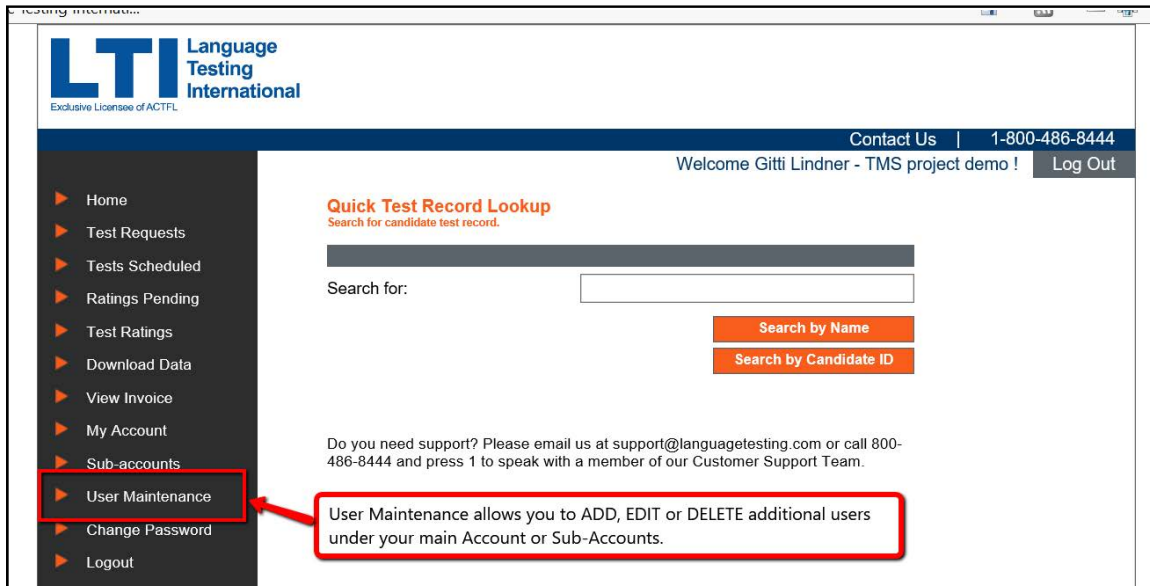 LTI
Language
Testing
International
Exclusive Licensee of ACTFL
Contact Us | 1-800-486-8444
Welcome Gitti Lindner - TMS project demo ! Log Out
Home
Test Requests
Tests Scheduled
Ratings Pending
Test Ratings
Download Data
View Invoice
My Account
Sub-accounts
User Maintenance
Change Password
Logout
Quick Test Record Lookup
Search for candidate test record.
Search for:
Search by Name
Search by Candidate ID
Do you need support? Please email us at support@languagetesting.com or call 800-
486-8444 and press 1 to speak with a member of our Customer Support Team.
User Maintenance allows you to ADD, EDIT or DELETE additional users
under your main Account or Sub-Accounts.